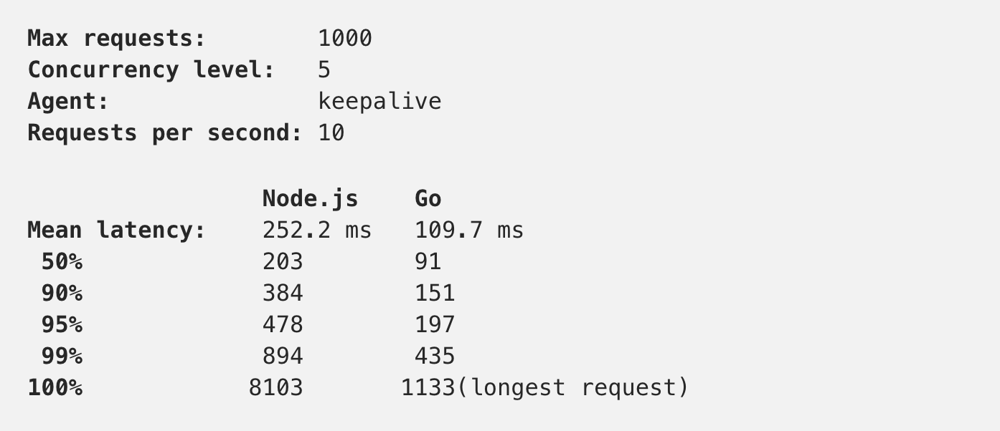 Max requests:        1000
Concurrency level:   5
Agent:               keepalive
Requests per second: 10
                 Node.js    Go
Mean latency:    252.2 ms   109.7 ms
 50%             203        91
 90%             384        151
 95%             478        197
 99%             894        435
100%            8103       1133(longest request)